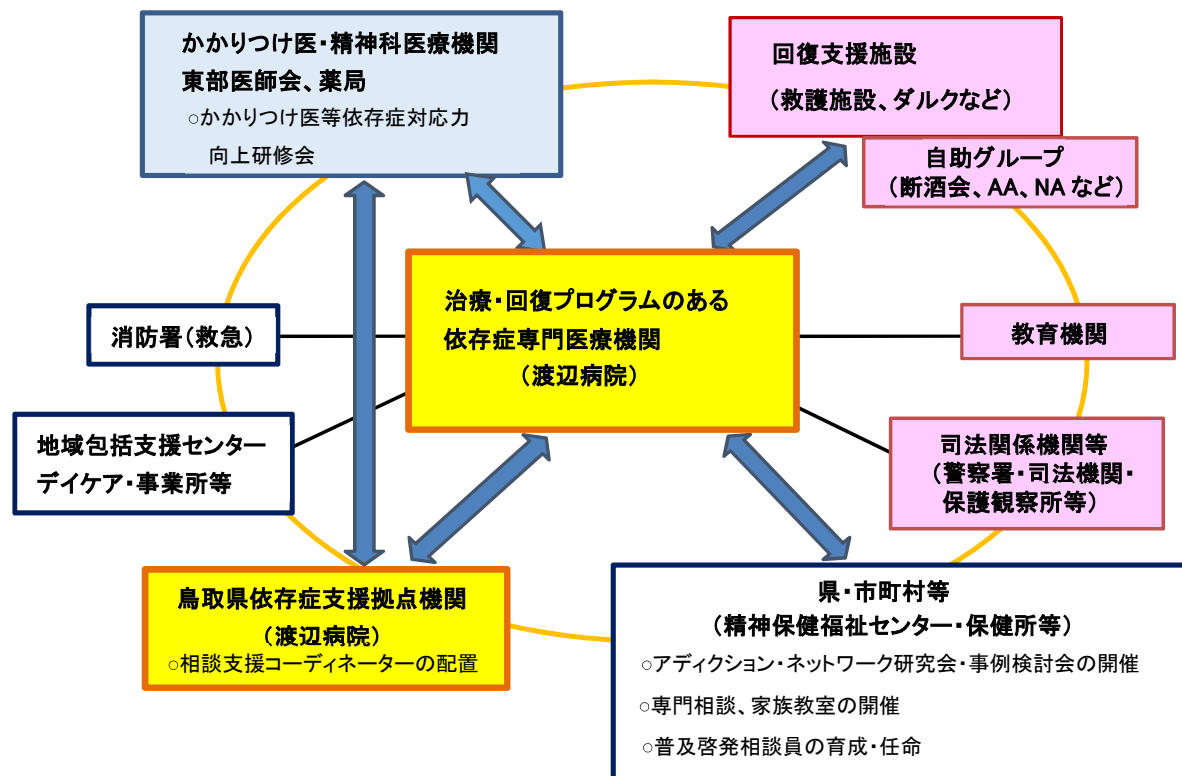 かかりつけ医・精神科医療機関
東部医師会、薬局
○かかりつけ医等依存症対応力
向上研修会
回復支援施設
（救護施設、ダルクなど）
自助グループ
（断酒会、AA、NA など）
治療・回復プログラムのある
依存症専門医療機関
（渡辺病院）
消防署（救急）
教育機関
地域包括支援センター
デイケア・事業所等
司法関係機関等
（警察署・司法機関・
保護観察所等）
鳥取県依存症支援拠点機関
（渡辺病院）
○相談支援コーディネーターの配置
県・市町村等
（精神保健福祉センター・保健所等）
○アディクション・ネットワーク研究会・事例検討会の開催
○専門相談、家族教室の開催
○普及啓発相談員の育成・任命